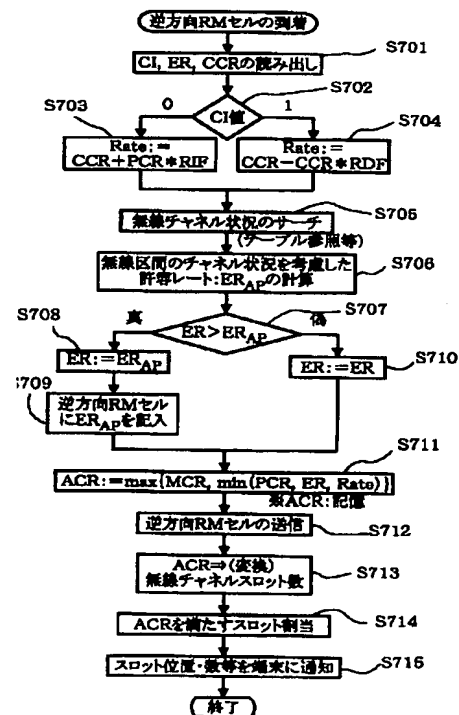 逆方向RMセルの到着
S701
CI, ER, CCRの読み出し
S702
CI値
0
1
S703
Rate:=
CCR+PCR*RIF
S704
Rate:=
CCR−CCR*RDF
S705
無線チャネル状況のサーチ
(テーブル参照等)
無線区間のチャネル状況を考慮した
許容レート:ERAPの計算
S706
S707
ER>ERAP
真
偽
S708
ER:=ERAP
S710
ER:=ER
S709
逆方向RMセル
にERAPを記入
S711
ACR:=max{MCR, min(PCR, ER, Rate)}
※ACR:記憶
逆方向RMセルの送信
S712
ACR⇒(変換)
無線チャネルスロット数
S713
ACRを満たすスロット割当
S714
スロット位置・数等を端末に通知
S715
終了